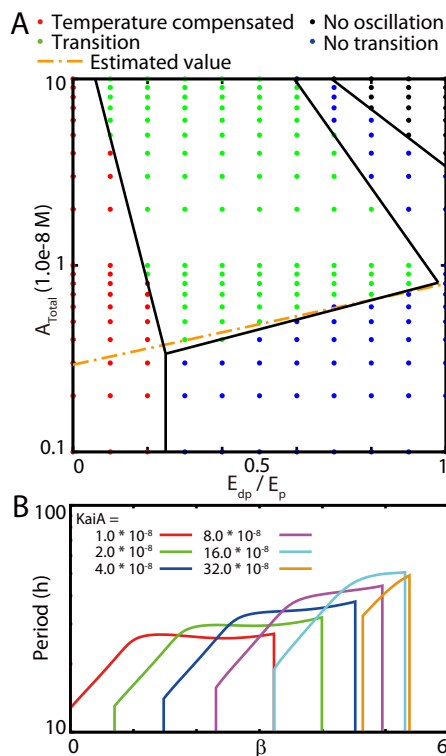 A
Temperature compensated
No oscillation
Transition
No transition
Estimated value
10
1
0.1
A_Total (1.0e-8 M)
0
0.5
1
E_dp / E_p
B
100
10
Period (h)
KaiA =
1.0 * 10^-8
8.0 * 10^-8
2.0 * 10^-8
16.0 * 10^-8
4.0 * 10^-8
32.0 * 10^-8
0
β
6